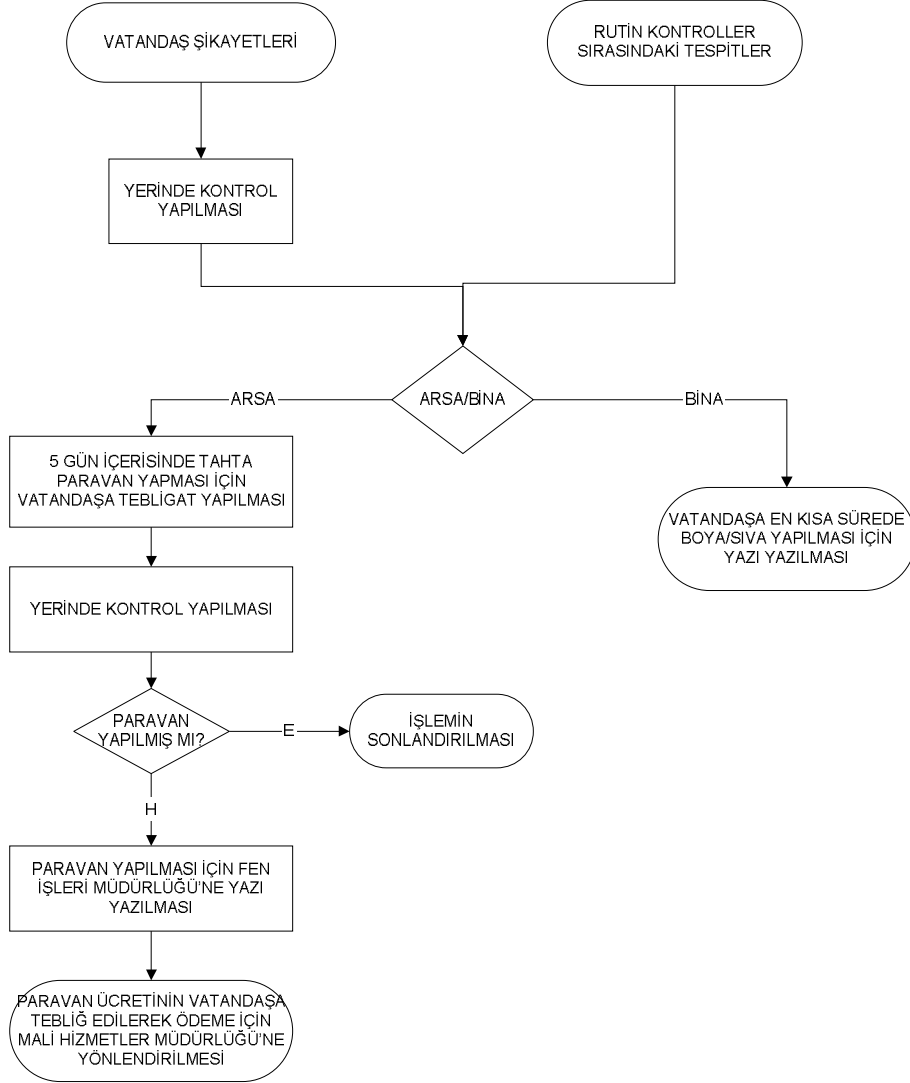 VATANDAŞ ŞİKAYETLERİ
RUTİN KONTROLLER
SIRASINDAKİ TESPİTLER
YERİNDE KONTROL
YAPILMASI
ARSA
ARSA/BİNA
BİNA
5 GÜN İÇERİSİNDE TAHTA
PARAVAN YAPMASI İÇİN
VATANDAŞA TEBLİGAT YAPILMASI
VATANDAŞA EN KISA SÜREDE
BOYA/SIVA YAPILMASI İÇİN
YAZI YAZILMASI
YERİNDE KONTROL YAPILMASI
PARAVAN
YAPILMIŞ MI?
E
İŞLEMİN
SONLANDIRILMASI
H
PARAVAN YAPILMASI İÇİN FEN
İŞLERİ MÜDÜRLÜĞÜ’NE YAZI
YAZILMASI
PARAVAN ÜCRETİNİN VATANDAŞA
TEBLİĞ EDİLEREK ÖDEME İÇİN
MALİ HİZMETLER MÜDÜRLÜĞÜ’NE
YÖNLENDİRİLMESİ